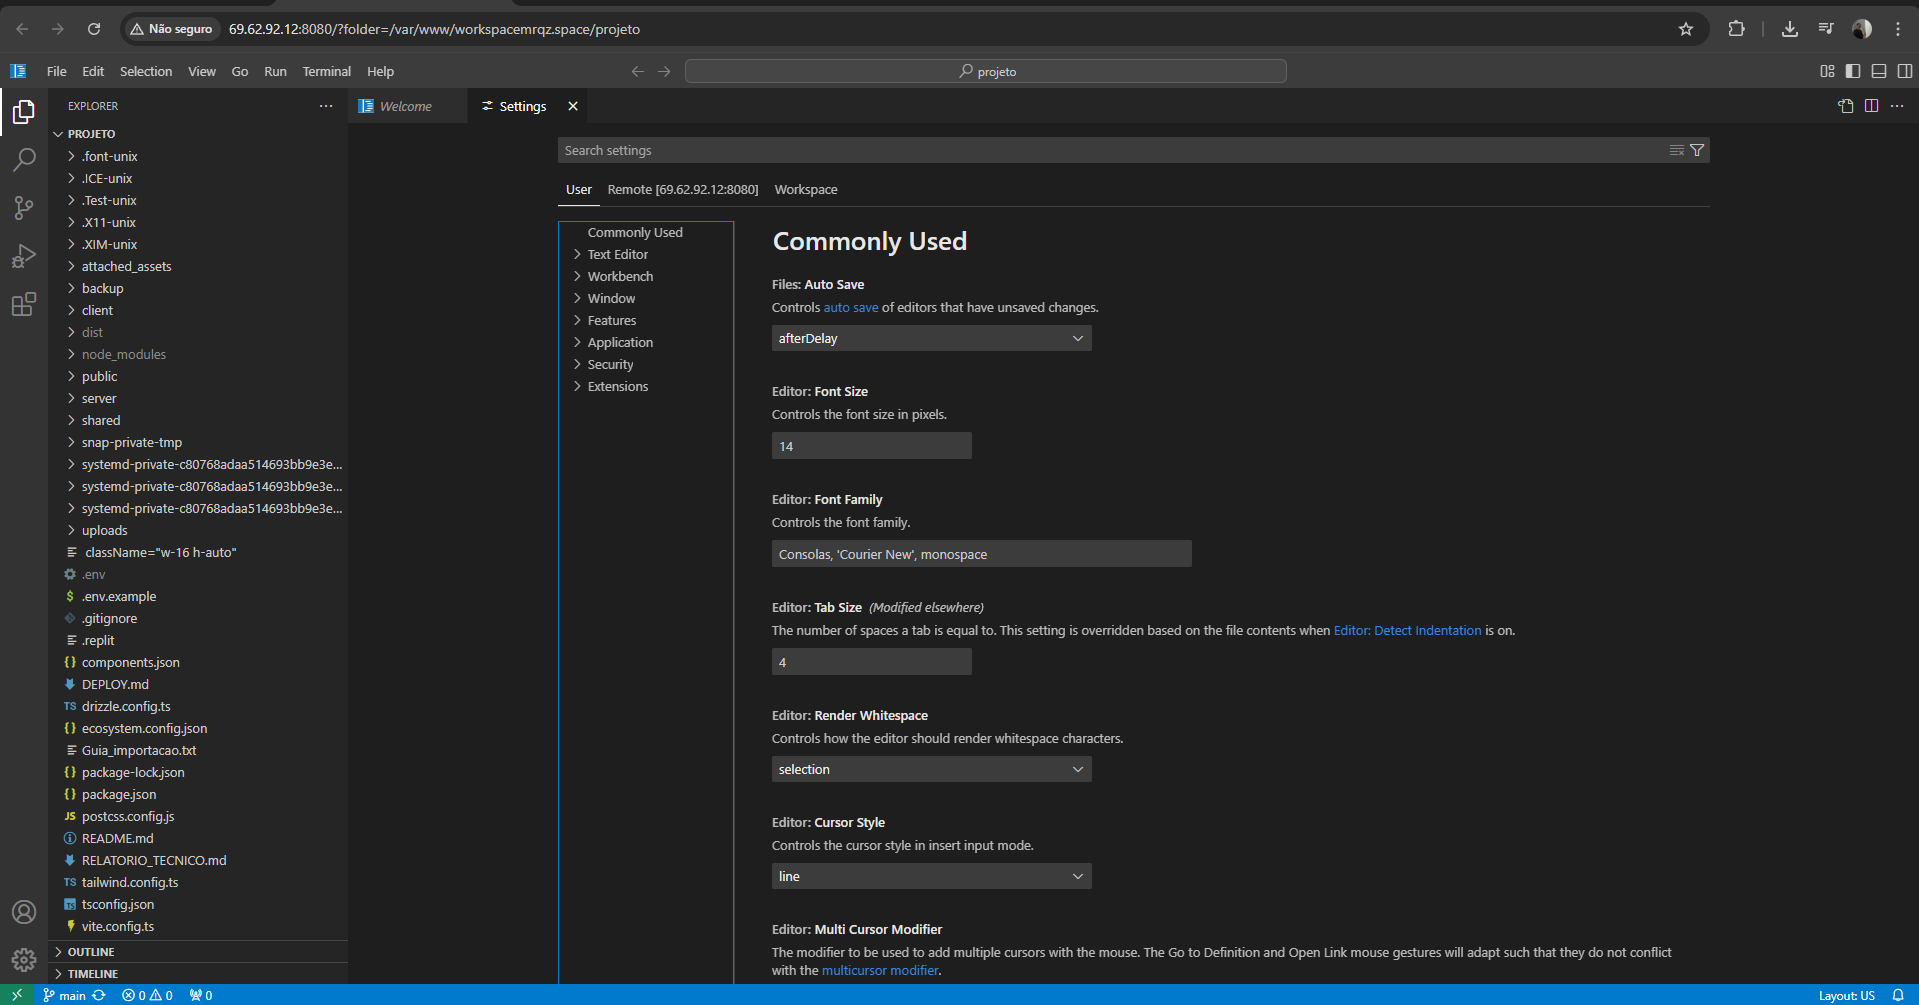 Não seguro 69.62.92.12:8080/?folder=/var/www/workspacemrqz.space/projeto
File Edit Selection View Go Run Terminal Help projeto
EXPLORER
PROJETO
.font-unix
.ICE-unix
.Test-unix
.X11-unix
.XIM-unix
attached_assets
backup
client
dist
node_modules
public
server
shared
snap-private-tmp
systemd-private-c80768adaa514693bb9e3e...
systemd-private-c80768adaa514693bb9e3e...
systemd-private-c80768adaa514693bb9e3e...
uploads
className="w-16 h-auto"
.env
$ .env.example
.gitignore
.replit
{} components.json
DEPLOY.md
TS drizzle.config.ts
{} ecosystem.config.json
Guia_importacao.txt
{} package-lock.json
{} package.json
JS postcss.config.js
README.md
RELATORIO_TECNICO.md
TS tailwind.config.ts
TS tsconfig.json
vite.config.ts
OUTLINE
TIMELINE
Welcome Settings
Search settings
User Remote [69.62.92.12:8080] Workspace
Commonly Used
Text Editor
Workbench
Window
Features
Application
Security
Extensions
Commonly Used
Files: Auto Save
Controls auto save of editors that have unsaved changes.
afterDelay
Editor: Font Size
Controls the font size in pixels.
14
Editor: Font Family
Controls the font family.
Consolas, 'Courier New', monospace
Editor: Tab Size (Modified elsewhere)
The number of spaces a tab is equal to. This setting is overridden based on the file contents when Editor: Detect Indentation is on.
4
Editor: Render Whitespace
Controls how the editor should render whitespace characters.
selection
Editor: Cursor Style
Controls the cursor style in insert input mode.
line
Editor: Multi Cursor Modifier
The modifier to be used to add multiple cursors with the mouse. The Go to Definition and Open Link mouse gestures will adapt such that they do not conflict
with the multicursor modifier.
main 0 0 0 Layout: US